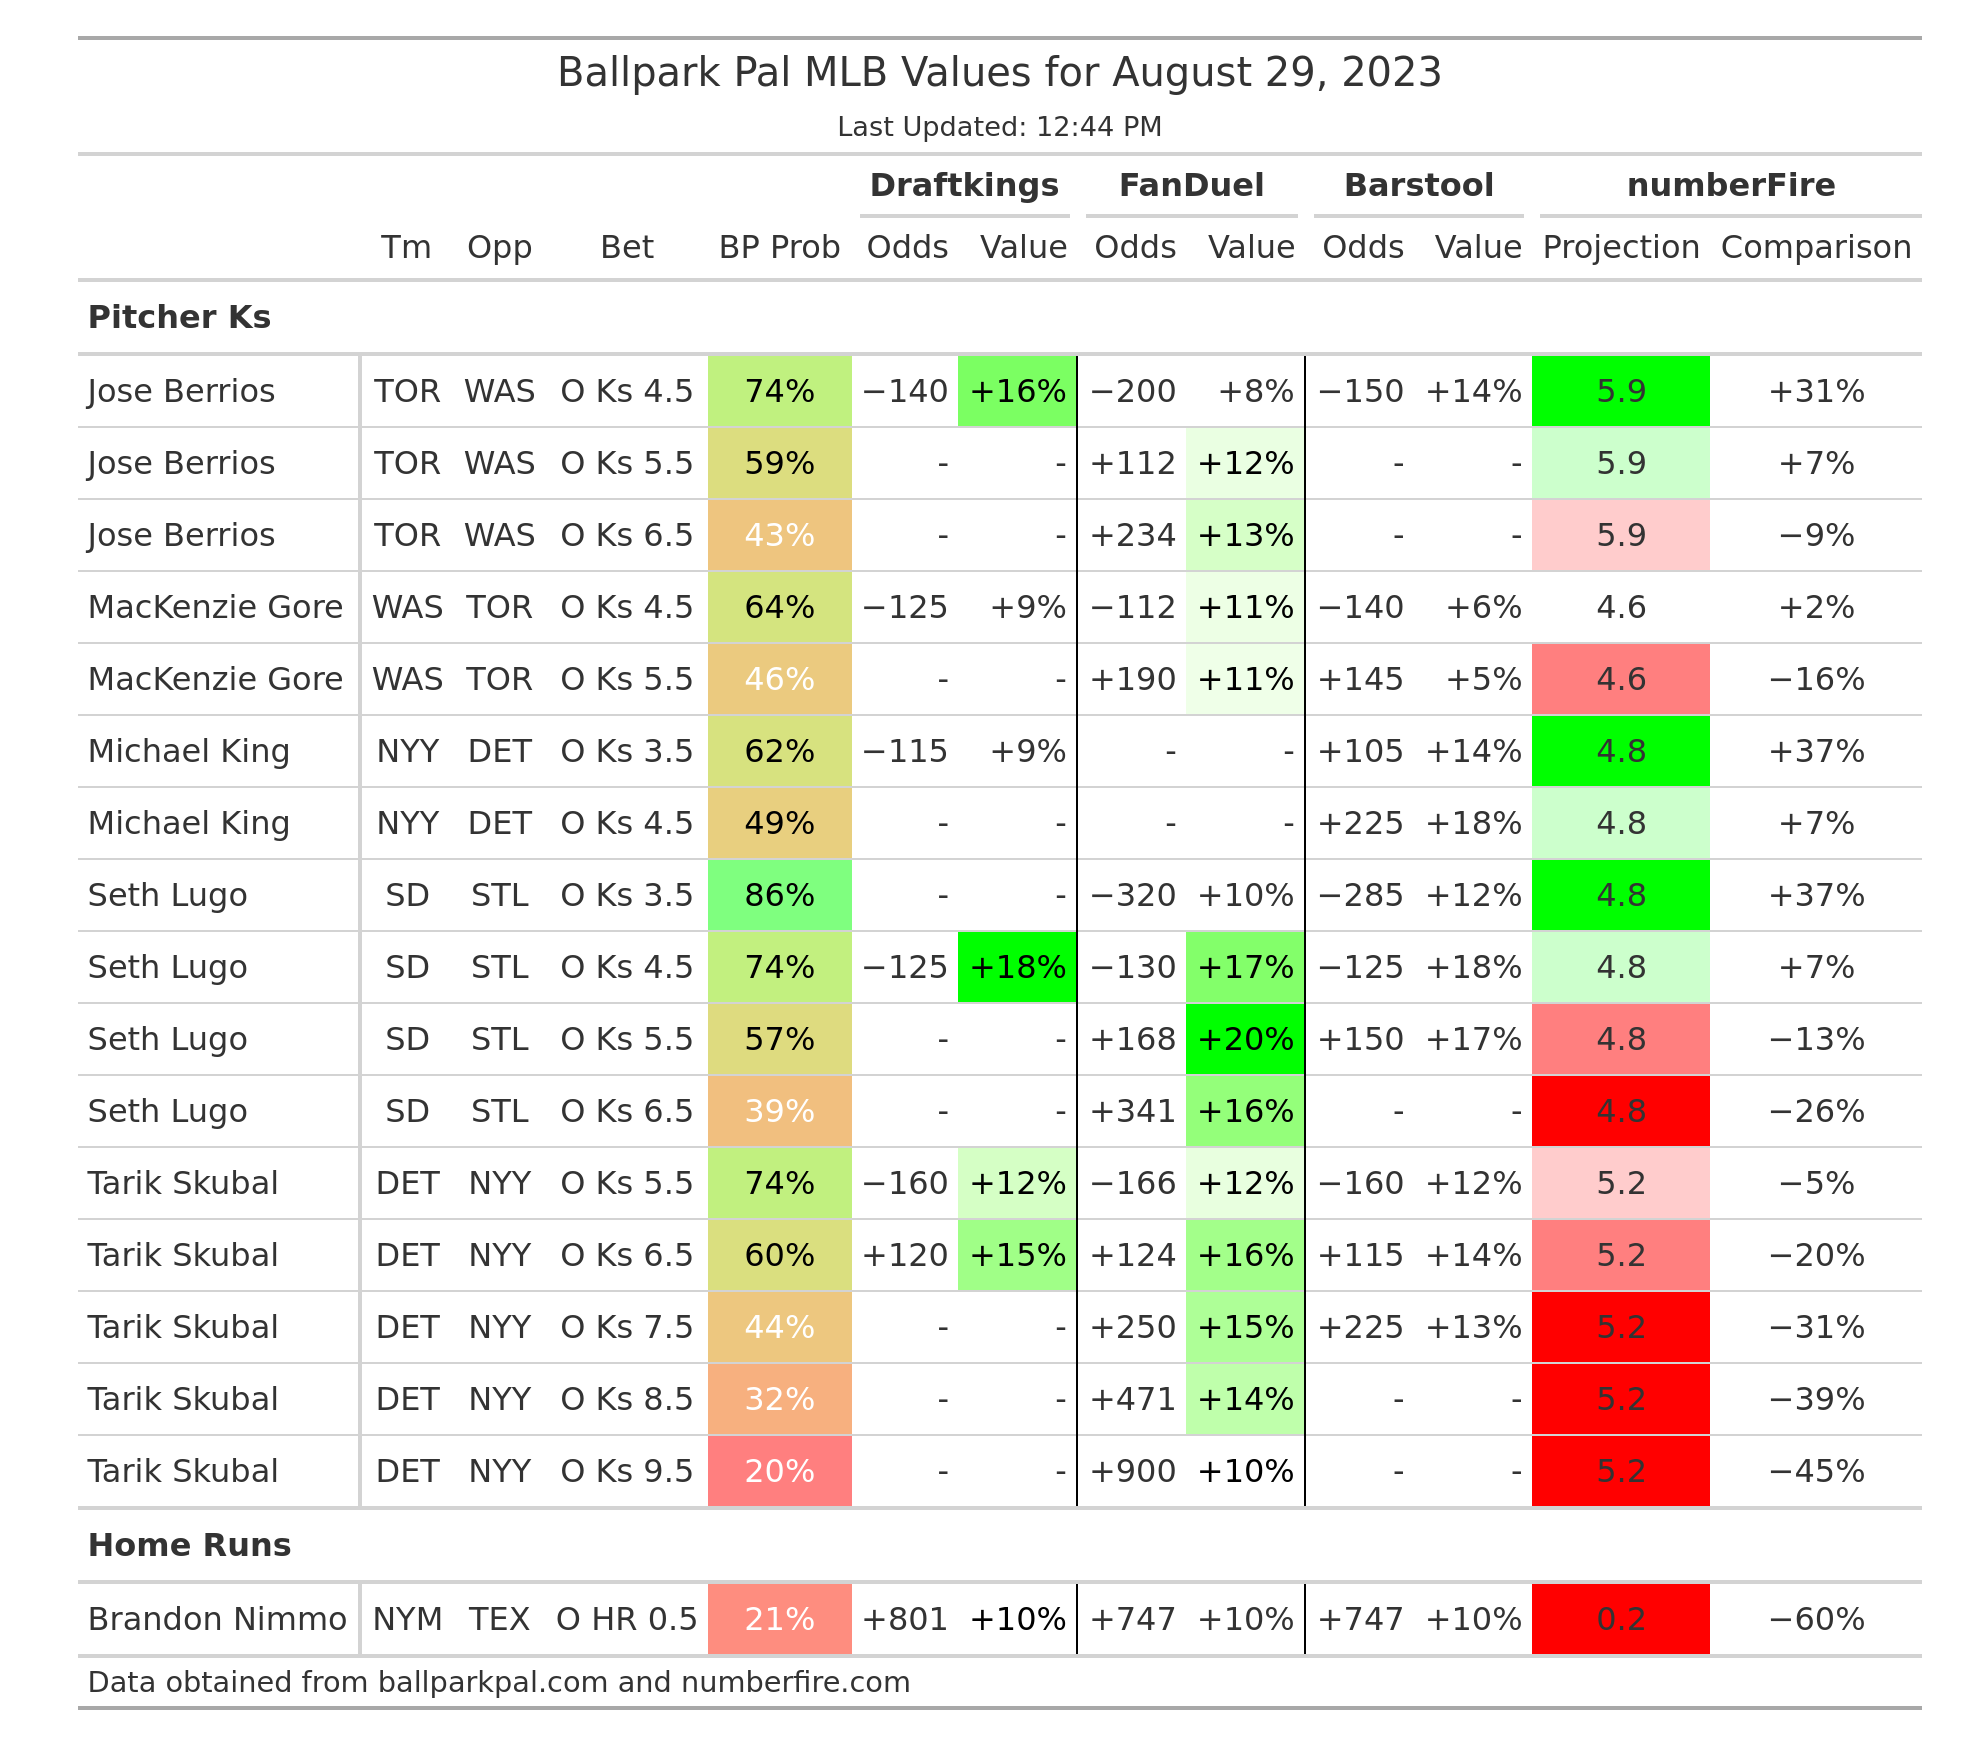 Ballpark Pal MLB Values for August 29, 2023
Last Updated: 12:44 PM
Draftkings FanDuel Barstool numberFire
Tm Opp Bet BP Prob Odds Value Odds Value Odds Value Projection Comparison
Pitcher Ks
Jose Berrios TOR WAS O Ks 4.5 74% −140 +16% −200 +8% −150 +14% 5.9 +31%
Jose Berrios TOR WAS O Ks 5.5 59% - - +112 +12% - - 5.9 +7%
Jose Berrios TOR WAS O Ks 6.5 43% - - +234 +13% - - 5.9 −9%
MacKenzie Gore WAS TOR O Ks 4.5 64% −125 +9% −112 +11% −140 +6% 4.6 +2%
MacKenzie Gore WAS TOR O Ks 5.5 46% - - +190 +11% +145 +5% 4.6 −16%
Michael King NYY DET O Ks 3.5 62% −115 +9% - - +105 +14% 4.8 +37%
Michael King NYY DET O Ks 4.5 49% - - - - +225 +18% 4.8 +7%
Seth Lugo SD STL O Ks 3.5 86% - - −320 +10% −285 +12% 4.8 +37%
Seth Lugo SD STL O Ks 4.5 74% −125 +18% −130 +17% −125 +18% 4.8 +7%
Seth Lugo SD STL O Ks 5.5 57% - - +168 +20% +150 +17% 4.8 −13%
Seth Lugo SD STL O Ks 6.5 39% - - +341 +16% - - 4.8 −26%
Tarik Skubal DET NYY O Ks 5.5 74% −160 +12% −166 +12% −160 +12% 5.2 −5%
Tarik Skubal DET NYY O Ks 6.5 60% +120 +15% +124 +16% +115 +14% 5.2 −20%
Tarik Skubal DET NYY O Ks 7.5 44% - - +250 +15% +225 +13% 5.2 −31%
Tarik Skubal DET NYY O Ks 8.5 32% - - +471 +14% - - 5.2 −39%
Tarik Skubal DET NYY O Ks 9.5 20% - - +900 +10% - - 5.2 −45%
Home Runs
Brandon Nimmo NYM TEX O HR 0.5 21% +801 +10% +747 +10% +747 +10% 0.2 −60%
Data obtained from ballparkpal.com and numberfire.com